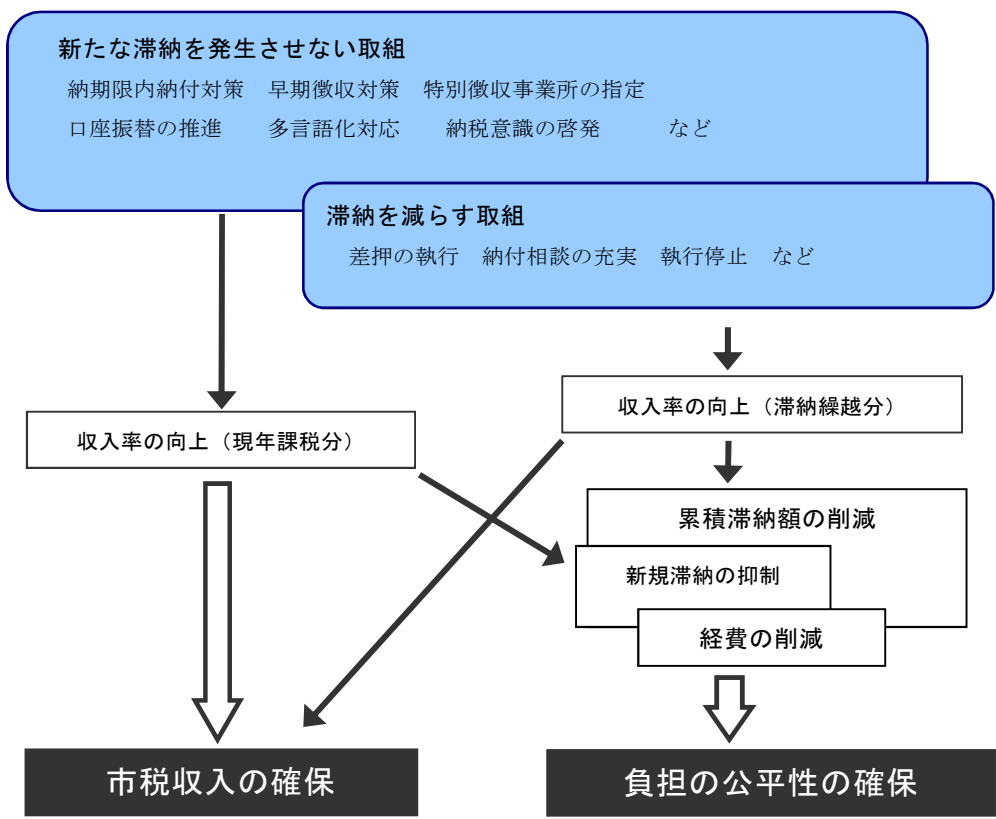 新たな滞納を発生させない取組
納期限内納付対策　早期徴収対策　特別徴収事業所の指定
口座振替の推進　多言語化対応　納税意識の啓発　など
滞納を減らす取組
差押の執行　納付相談の充実　執行停止　など
収入率の向上（滞納繰越分）
収入率の向上（現年課税分）
累積滞納額の削減
新規滞納の抑制
経費の削減
市税収入の確保
負担の公平性の確保